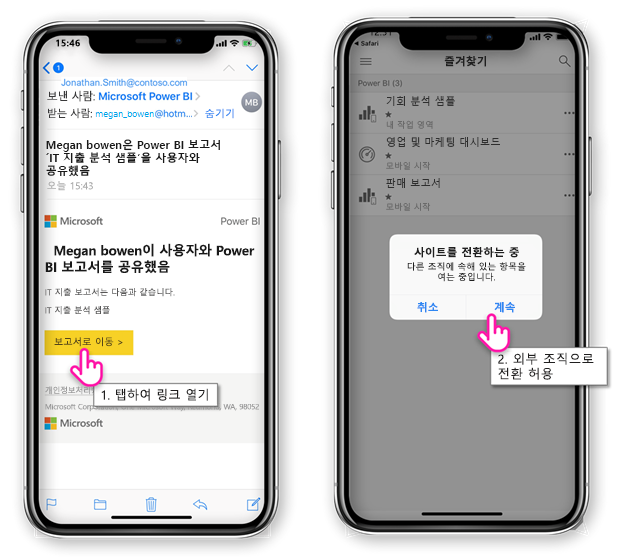 15:46
1
Jonathan.Smith@contoso.com
보낸 사람: Microsoft Power BI >
MB
받는 사람: megan_bowen@hotm... > 숨기기
Megan bowen은 Power BI 보고서
'IT 지출 분석 샘플'을 사용자와
공유했음
오늘 15:43
Microsoft
Power BI
Megan bowen이 사용자와 Power
BI 보고서를 공유했음
IT 지출 보고서는 다음과 같습니다.
IT 지출 분석 샘플
보고서로 이동 >
1. 탭하여 링크 열기
개인정보처리
Microsoft WA, 98052
Microsoft
Safari
즐겨찾기
Power BI (3)
기회 분석 샘플
내 작업 영역
영업 및 마케팅 대시보드
모바일 시작
판매 보고서
모바일 시작
사이트를 전환하는 중
다른 조직에 속해 있는 항목을
여는 중입니다.
취소
계속
2. 외부 조직으로
전환 허용